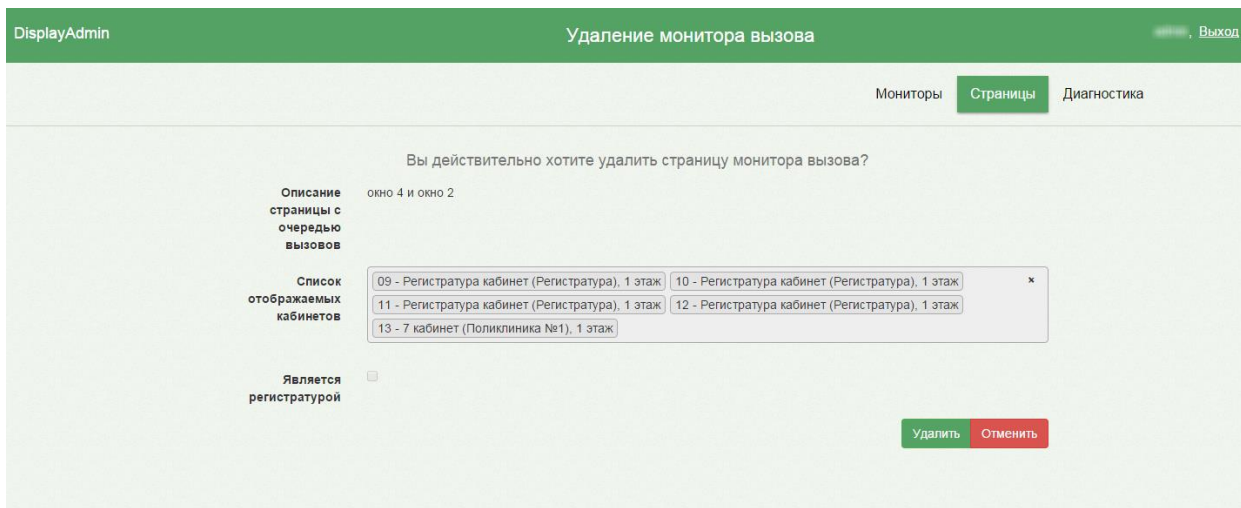 DisplayAdmin
Удаление монитора вызова
, Выход
Мониторы
Страницы
Диагностика
Вы действительно хотите удалить страницу монитора вызова?
Описание
страницы с
очередью
вызовов
окно 4 и окно 2
Список
отображаемых
кабинетов
09 - Регистратура кабинет (Регистратура), 1 этаж 10 - Регистратура кабинет (Регистратура), 1 этаж
11 - Регистратура кабинет (Регистратура), 1 этаж 12 - Регистратура кабинет (Регистратура), 1 этаж
13 - 7 кабинет (Поликлиника №1), 1 этаж
×
Является
регистратурой
Удалить
Отменить